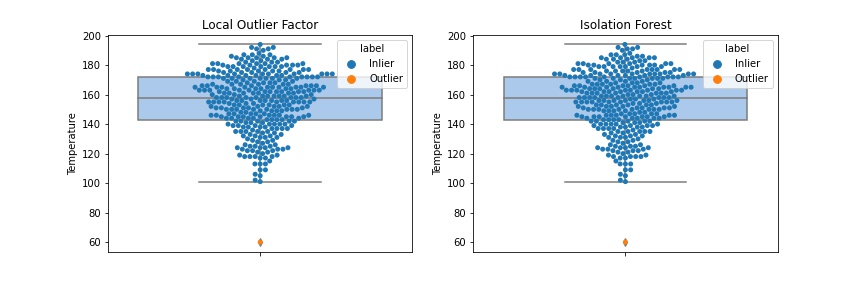 Local Outlier Factor
200
180
160
140
120
100
80
60
Temperature
label
Inlier
Outlier
Isolation Forest
200
180
160
140
120
100
80
60
Temperature
label
Inlier
Outlier